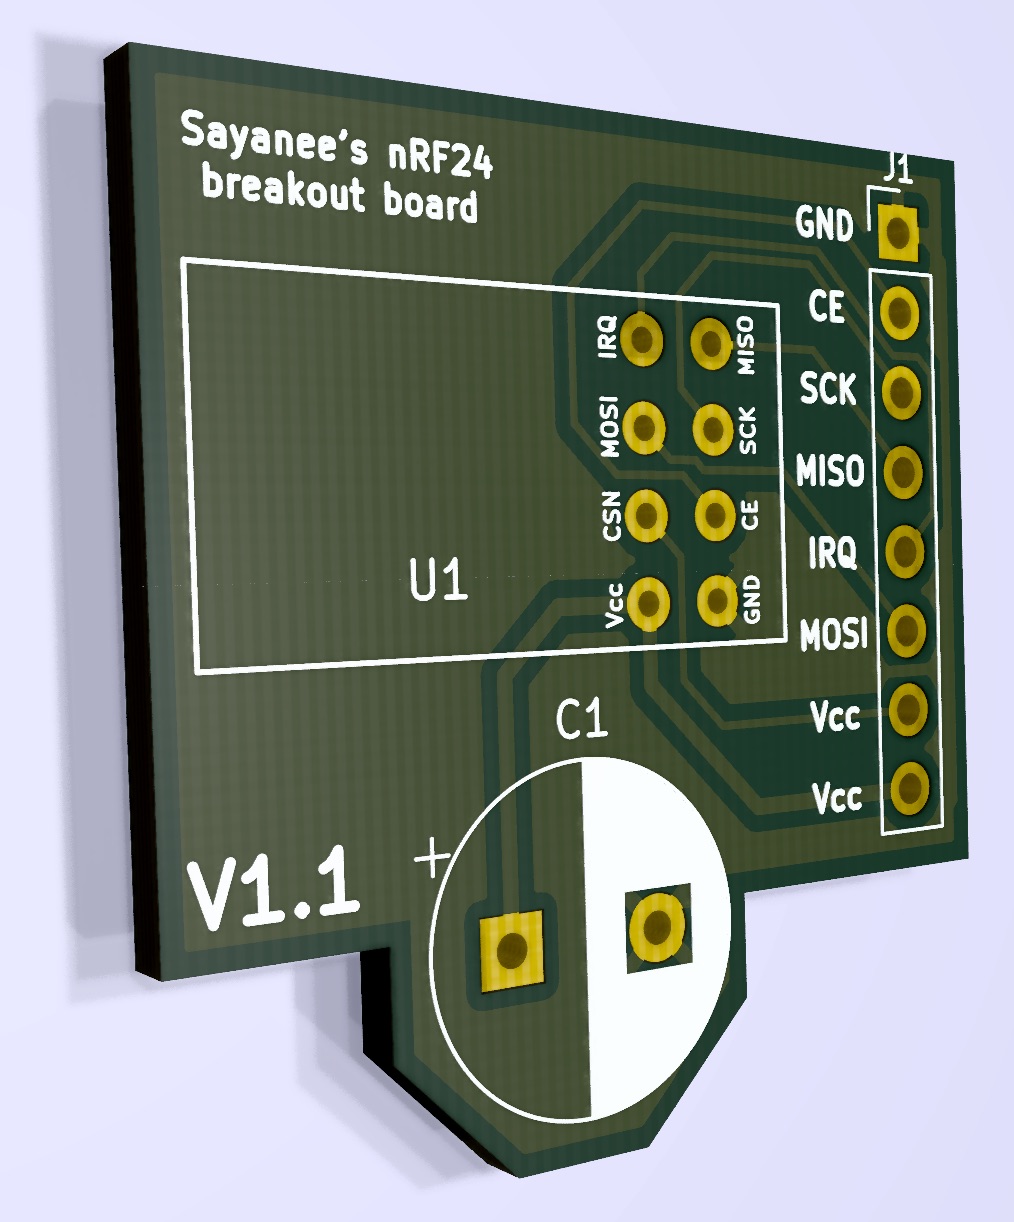 Sayanee's nRF24
breakout board
J1
GND
CE
SCK
MISO
IRQ
MOSI
Vcc
Vcc
IRQ MISO
MOSI SCK
CSN CE
Vcc GND
U1
C1
+
V1.1